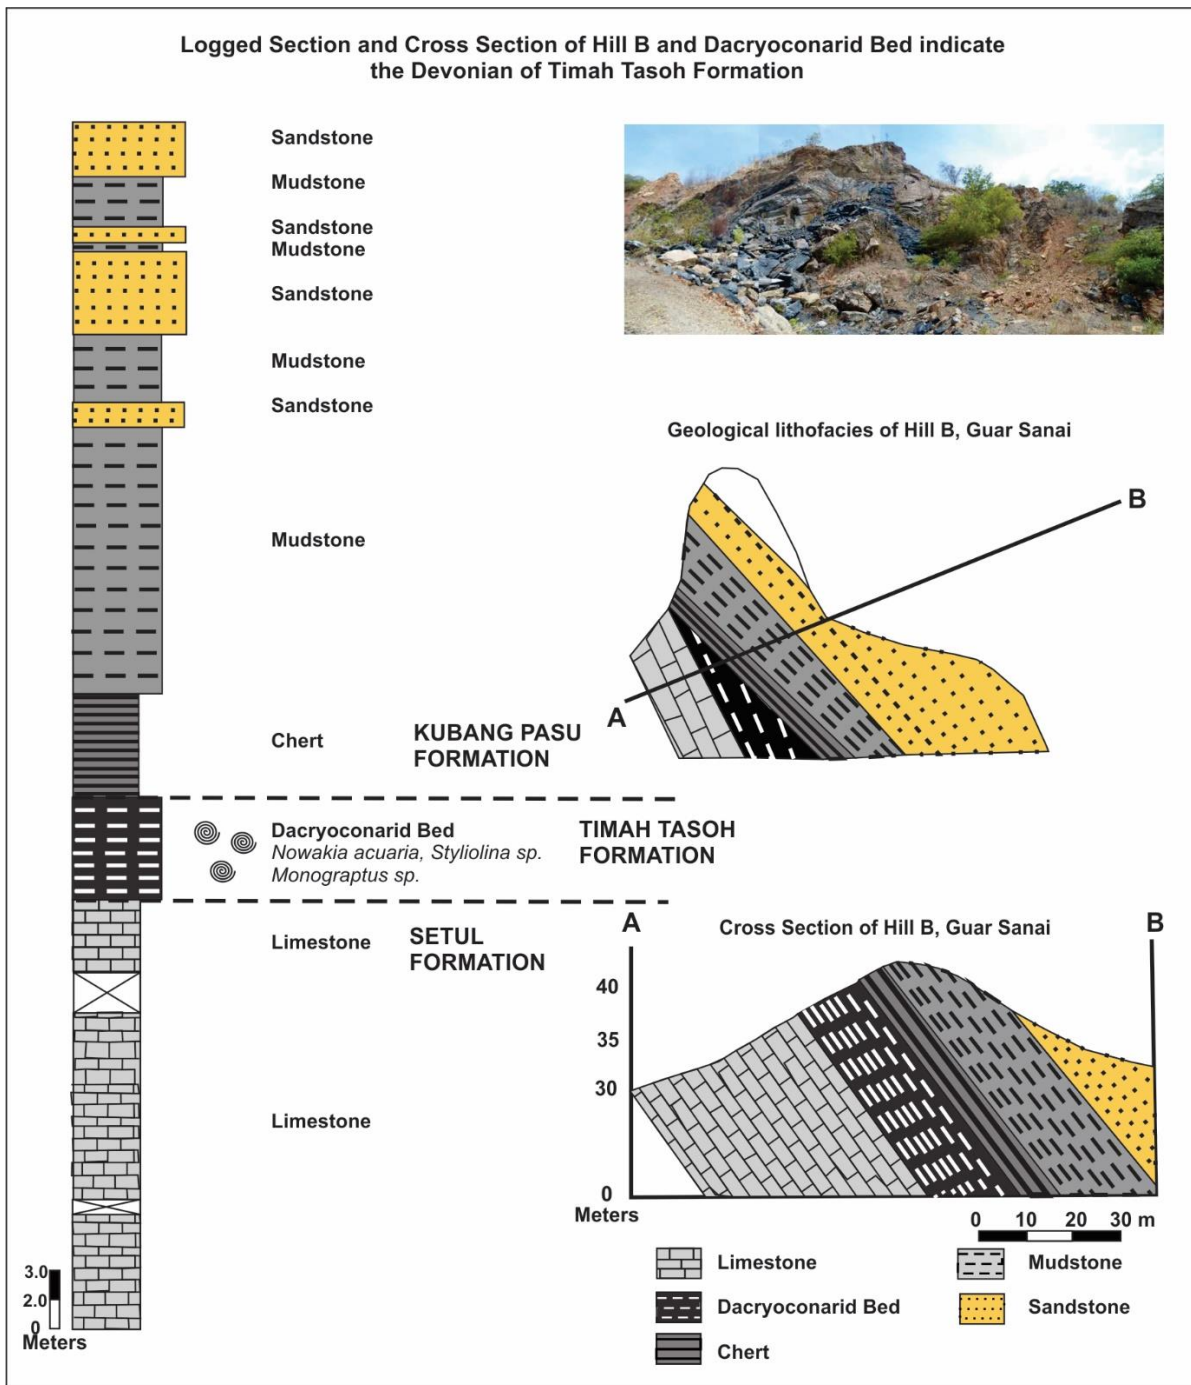 Logged Section and Cross Section of Hill B and Dacryoconarid Bed indicate
the Devonian of Timah Tasoh Formation
Sandstone
Mudstone
Sandstone
Mudstone
Sandstone
Mudstone
Sandstone
Mudstone
Chert
KUBANG PASU
FORMATION
Dacryoconarid Bed
Nowakia acuaria, Styliolina sp.
Monograptus sp.
TIMAH TASOH
FORMATION
Limestone
SETUL
FORMATION
Limestone
3.0
2.0
0
Meters
Geological lithofacies of Hill B, Guar Sanai
A
B
A
Cross Section of Hill B, Guar Sanai
B
40
35
30
0
Meters
0 10 20 30 m
Limestone
Mudstone
Dacryoconarid Bed
Sandstone
Chert